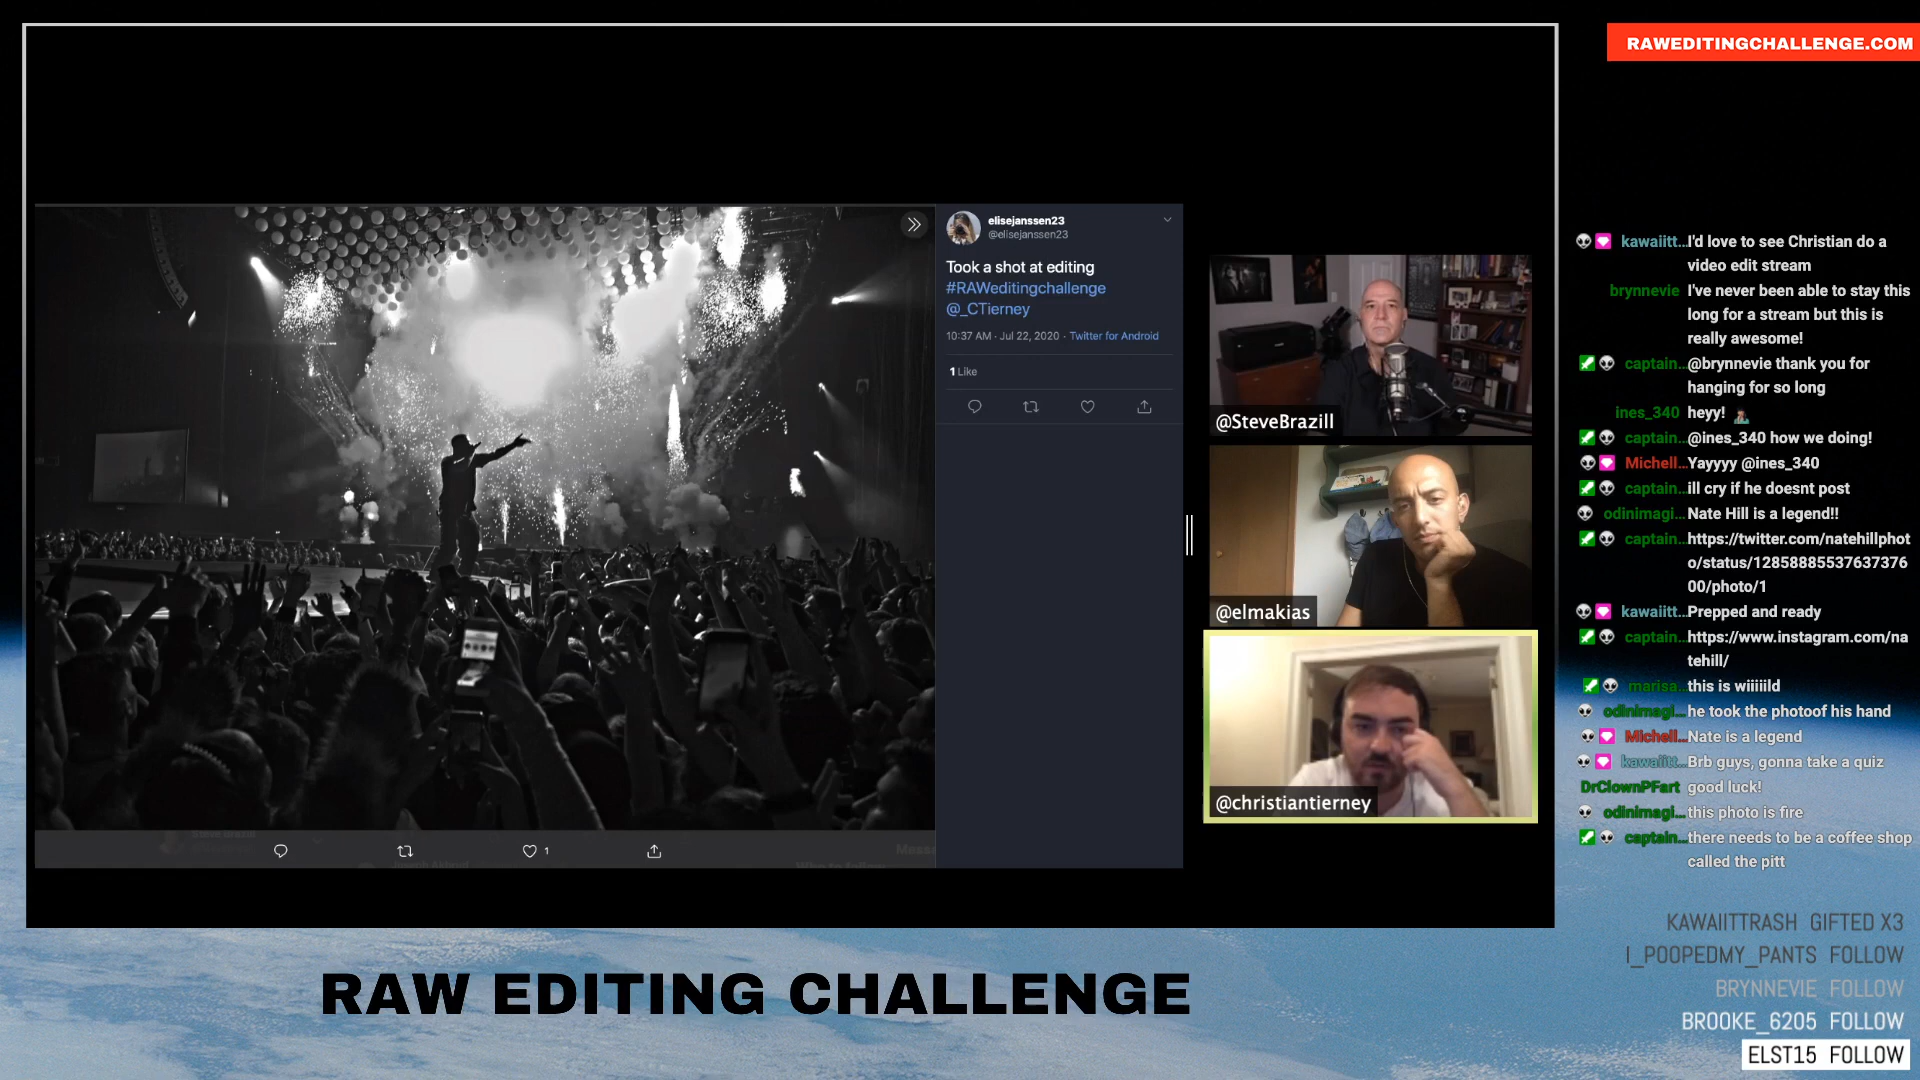 RAWEDITINGCHALLENGE.COM
elisejanssen23
@elisejanssen23
Took a shot at editing
#RAWeditingchallenge
@_CTierney
10:37 AM · Jul 22, 2020 · Twitter for Android
1 Like
1
@SteveBrazill
@elmakias
@christiantierney
kawaiitt...I'd love to see Christian do a
video edit stream
brynnevie I've never been able to stay this
long for a stream but this is
really awesome!
captain...@brynnevie thank you for
hanging for so long
ines_340 heyy!
captain...@ines_340 how we doing!
Michell...Yayyyy @ines_340
captain...ill cry if he doesnt post
odinimagi...Nate Hill is a legend!!
captain...https://twitter.com/natehillphot
o/status/12858885537637376
00/photo/1
kawaiitt...Prepped and ready
captain...https://www.instagram.com/na
tehill/
marisa...this is wiiiiild
odinimagi...he took the photoof his hand
Michell...Nate is a legend
kawaiitt...Brb guys, gonna take a quiz
DrClownPFart good luck!
odinimagi...this photo is fire
captain...there needs to be a coffee shop
called the pitt
KAWAIITTRASH GIFTED X3
I_POOPEDMY_PANTS FOLLOW
BRYNNEVIE FOLLOW
BROOKE_6205 FOLLOW
ELST15 FOLLOW
RAW EDITING CHALLENGE